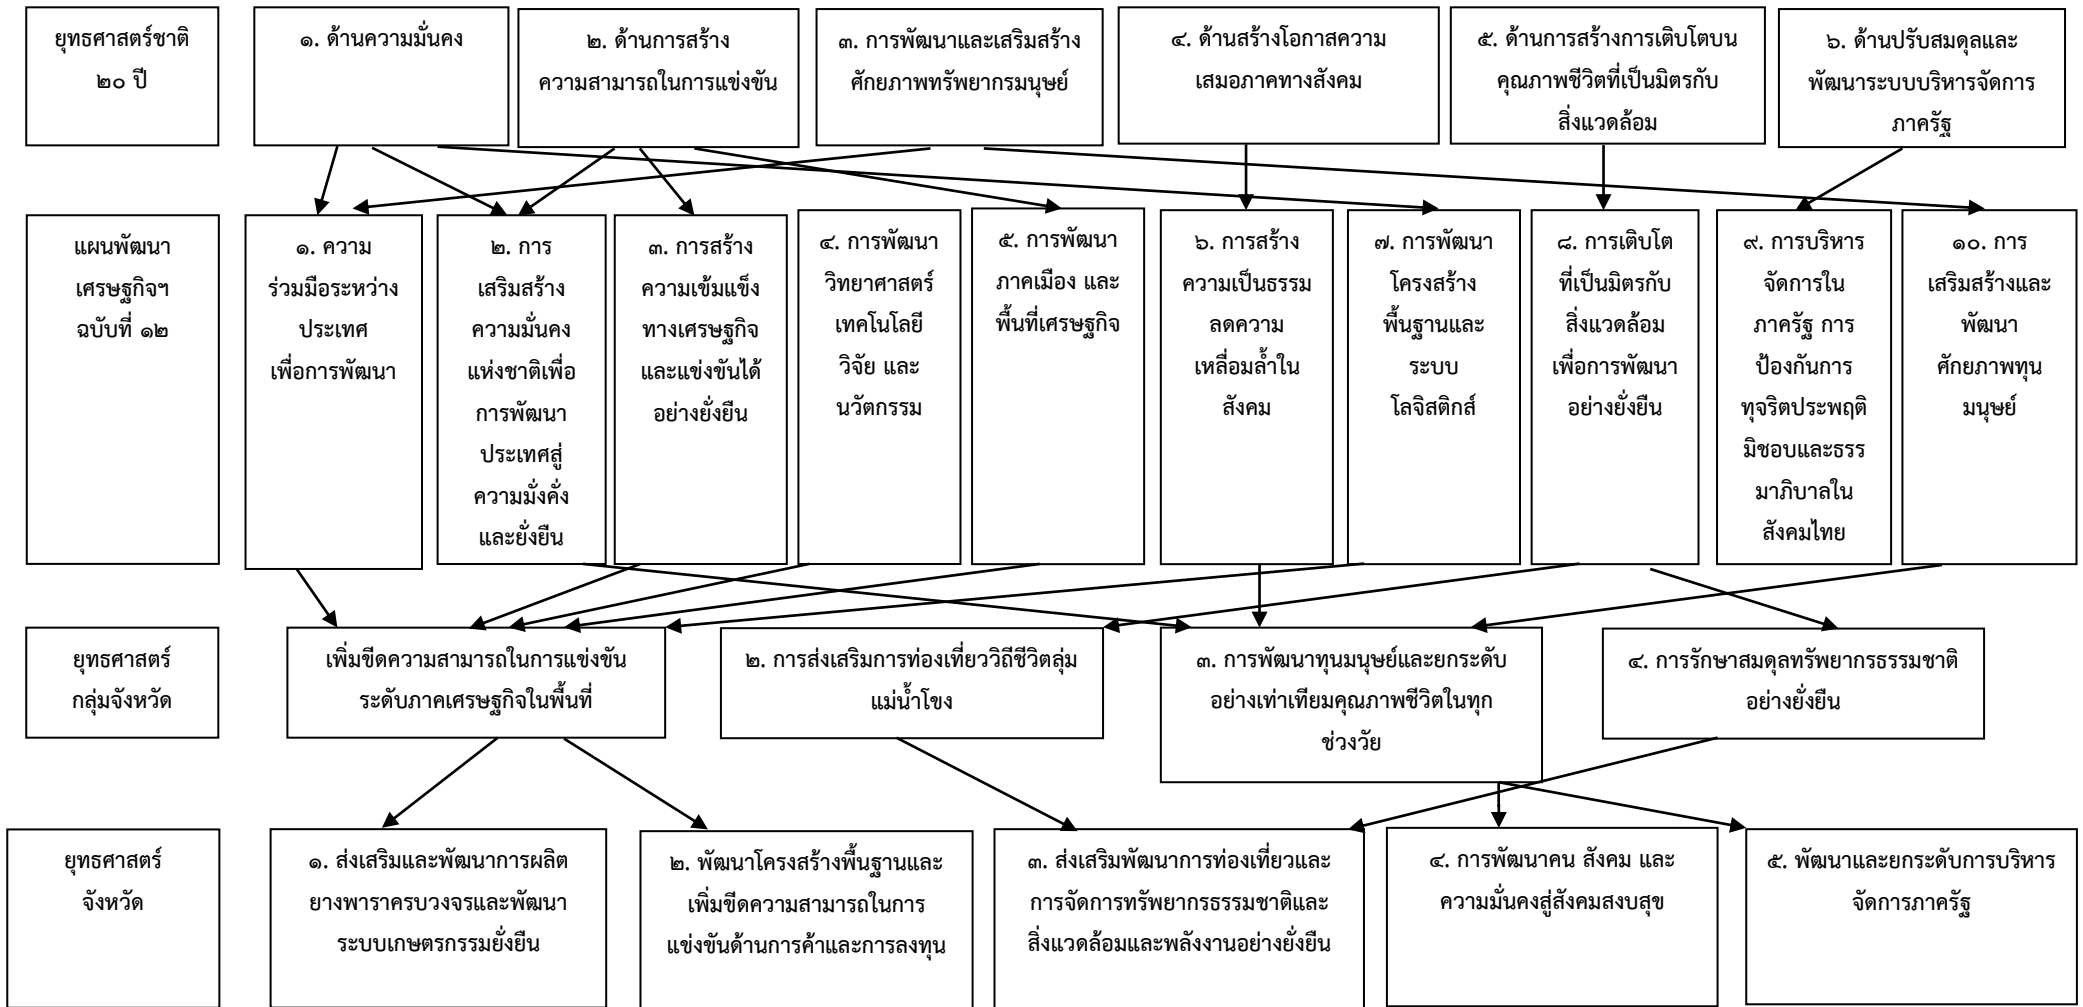 ยุทธศาสตร์ชาติ
๒๐ ปี
๑. ด้านความมั่นคง
๒. ด้านการสร้าง
ความสามารถในการแข่งขัน
๓. การพัฒนาและเสริมสร้าง
ศักยภาพทรัพยากรมนุษย์
๔. ด้านสร้างโอกาสความ
เสมอภาคทางสังคม
๕. ด้านการสร้างการเติบโตบน
คุณภาพชีวิตที่เป็นมิตรกับ
สิ่งแวดล้อม
๖. ด้านปรับสมดุลและ
พัฒนาระบบบริหารจัดการ
ภาครัฐ
แผนพัฒนา
เศรษฐกิจฯ
ฉบับที่ ๑๒
๑. ความ
ร่วมมือระหว่าง
ประเทศ
เพื่อการพัฒนา
๒. การ
เสริมสร้าง
ความมั่นคง
แห่งชาติเพื่อ
การพัฒนา
ประเทศสู่
ความมั่งคั่ง
และยั่งยืน
๓. การสร้าง
ความเข้มแข็ง
ทางเศรษฐกิจ
และแข่งขันได้
อย่างยั่งยืน
๔. การพัฒนา
วิทยาศาสตร์
เทคโนโลยี
วิจัย และ
นวัตกรรม
๕. การพัฒนา
ภาคเมือง และ
พื้นที่เศรษฐกิจ
๖. การสร้าง
ความเป็นธรรม
ลดความ
เหลื่อมล้ำใน
สังคม
๗. การพัฒนา
โครงสร้าง
พื้นฐานและ
ระบบ
โลจิสติกส์
๘. การเติบโต
ที่เป็นมิตรกับ
สิ่งแวดล้อม
เพื่อการพัฒนา
อย่างยั่งยืน
๙. การบริหาร
จัดการใน
ภาครัฐ การ
ป้องกันการ
ทุจริตประพฤติ
มิชอบและธรร
มาภิบาลใน
สังคมไทย
๑๐. การ
เสริมสร้างและ
พัฒนา
ศักยภาพทุน
มนุษย์
ยุทธศาสตร์
กลุ่มจังหวัด
เพิ่มขีดความสามารถในการแข่งขัน
ระดับภาคเศรษฐกิจในพื้นที่
๒. การส่งเสริมการท่องเที่ยววิถีชีวิตลุ่ม
แม่น้ำโขง
๓. การพัฒนาทุนมนุษย์และยกระดับ
อย่างเท่าเทียมคุณภาพชีวิตในทุก
ช่วงวัย
๔. การรักษาสมดุลทรัพยากรธรรมชาติ
อย่างยั่งยืน
ยุทธศาสตร์
จังหวัด
๑. ส่งเสริมและพัฒนาการผลิต
ยางพาราครบวงจรและพัฒนา
ระบบเกษตรกรรมยั่งยืน
๒. พัฒนาโครงสร้างพื้นฐานและ
เพิ่มขีดความสามารถในการ
แข่งขันด้านการค้าและการลงทุน
๓. ส่งเสริมพัฒนาการท่องเที่ยวและ
การจัดการทรัพยากรธรรมชาติและ
สิ่งแวดล้อมและพลังงานอย่างยั่งยืน
๔. การพัฒนาคน สังคม และ
ความมั่นคงสู่สังคมสงบสุข
๕. พัฒนาและยกระดับการบริหาร
จัดการภาครัฐ